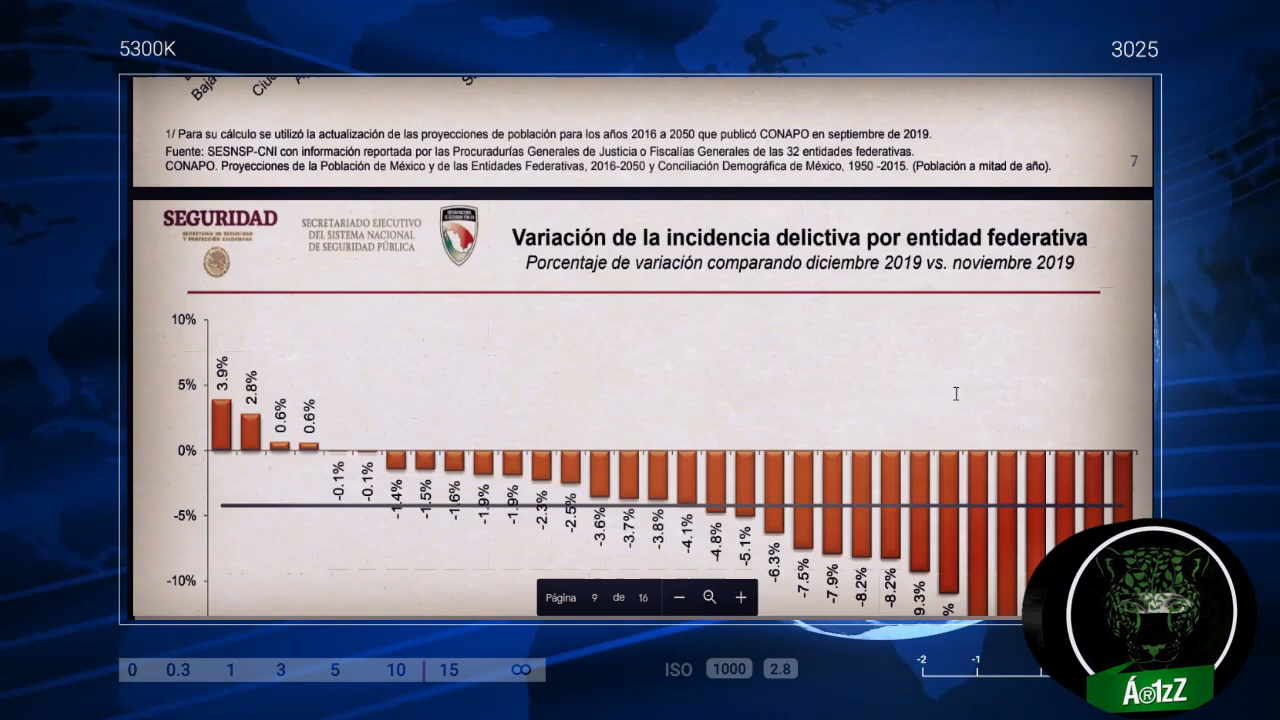 5300K
3025
Baja
Ciu
1/ Para su cálculo se utilizó la actualización de las proyecciones de población para los años 2016 a 2050 que publicó CONAPO en septiembre de 2019.
Fuente: SESNSP-CNI con información reportada por las Procuradurías Generales de Justicia o Fiscalías Generales de las 32 entidades federativas.
CONAPO. Proyecciones de la Población de México y de las Entidades Federativas, 2016-2050 y Conciliación Demográfica de México, 1950 -2015. (Población a mitad de año).
7
SEGURIDAD
SECRETARÍA DE SEGURIDAD
Y PROTECCIÓN CIUDADANA
SECRETARIADO EJECUTIVO
DEL SISTEMA NACIONAL
DE SEGURIDAD PÚBLICA
Variación de la incidencia delictiva por entidad federativa
Porcentaje de variación comparando diciembre 2019 vs. noviembre 2019
10%
5%
0%
-5%
-10%
3.9%
2.8%
0.6%
0.6%
-0.1%
-0.1%
-1.4%
-1.5%
-1.6%
-1.9%
-1.9%
-2.3%
-2.5%
-3.6%
-3.7%
-3.8%
-4.1%
-4.8%
-5.1%
-6.3%
-7.5%
-7.9%
-8.2%
-8.2%
9.3%
%
Página 9 de 16
0 0.3 1 3 5 10 15 ∞
ISO 1000 2.8
-2 -1
Á®1zZ